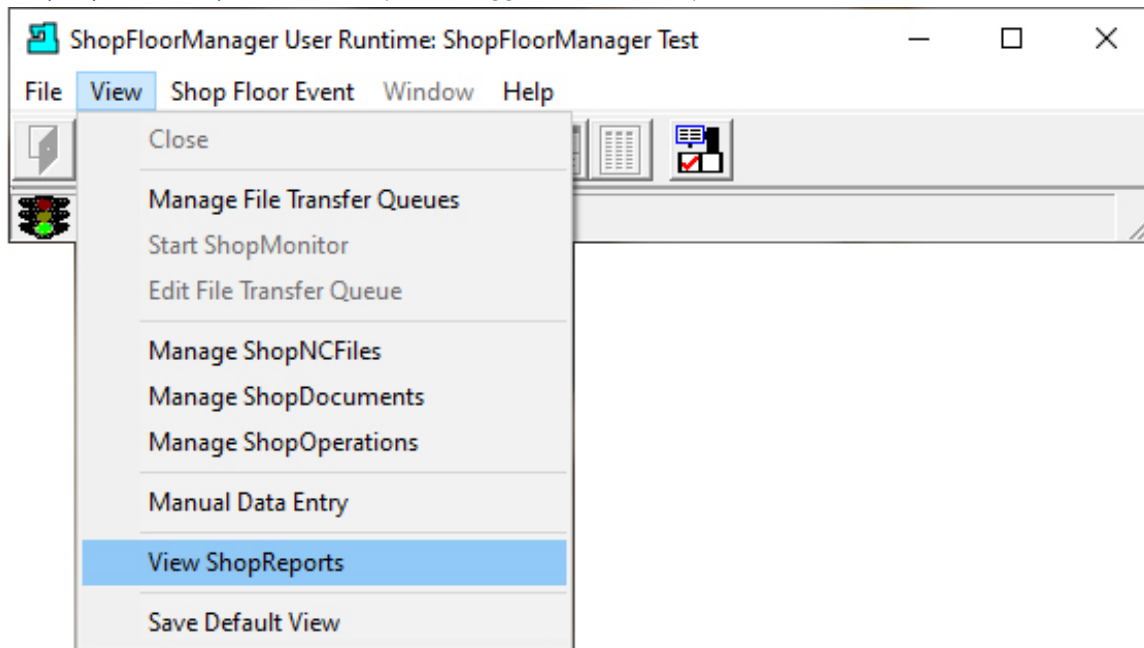 ShopFloorManager User Runtime: ShopFloorManager Test
File View Shop Floor Event Window Help
Close
Manage File Transfer Queues
Start ShopMonitor
Edit File Transfer Queue
Manage ShopNCFiles
Manage ShopDocuments
Manage ShopOperations
Manual Data Entry
View ShopReports
Save Default View